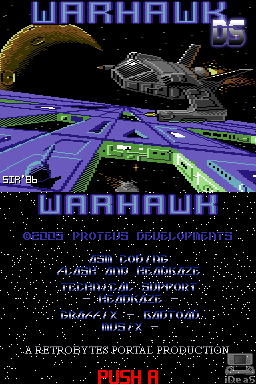 WARHAWK
DS
SIR'86
WARHAWK
©2009 PROTEUS DEVELOPMENTS
ASM CODING
FLASH AND HEADKAZE
TECHNICAL SUPPORT
- HEADKAZE -
GRAFIX - BADTOAD
MUSIX -
A RETROBYTES PORTAL PRODUCTION
PUSH A
iDeaS